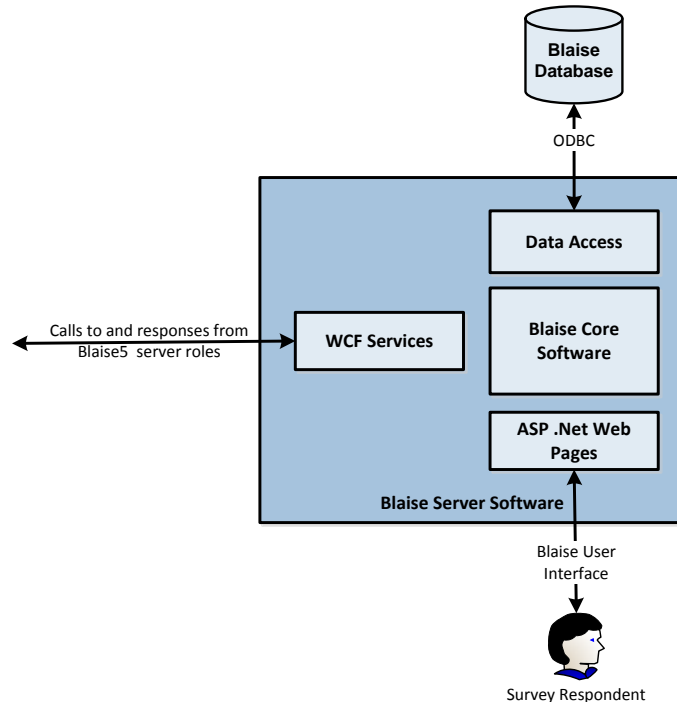 Blaise
Database
ODBC
Data Access
Calls to and responses from
Blaise5  server roles
WCF Services
Blaise Core
Software
ASP .Net Web
Pages
Blaise Server Software
Blaise User
Interface
Survey Respondent